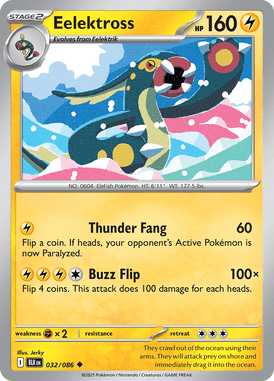 STAGE 2 Eelektross HP 160
Evolves from Eelektrik
NO. 0604 EleFish Pokémon HT: 6'11" WT: 177.5 lbs.
Thunder Fang 60
Flip a coin. If heads, your opponent's Active Pokémon is
now Paralyzed.
Buzz Flip 100×
Flip 4 coins. This attack does 100 damage for each heads.
weakness ×2 resistance retreat
Illus. Jerky
They crawl out of the ocean using their
arms. They will attack prey on shore and
immediately drag it into the ocean.
I BLK EN 032/086
©2025 Pokémon / Nintendo / Creatures / GAME FREAK